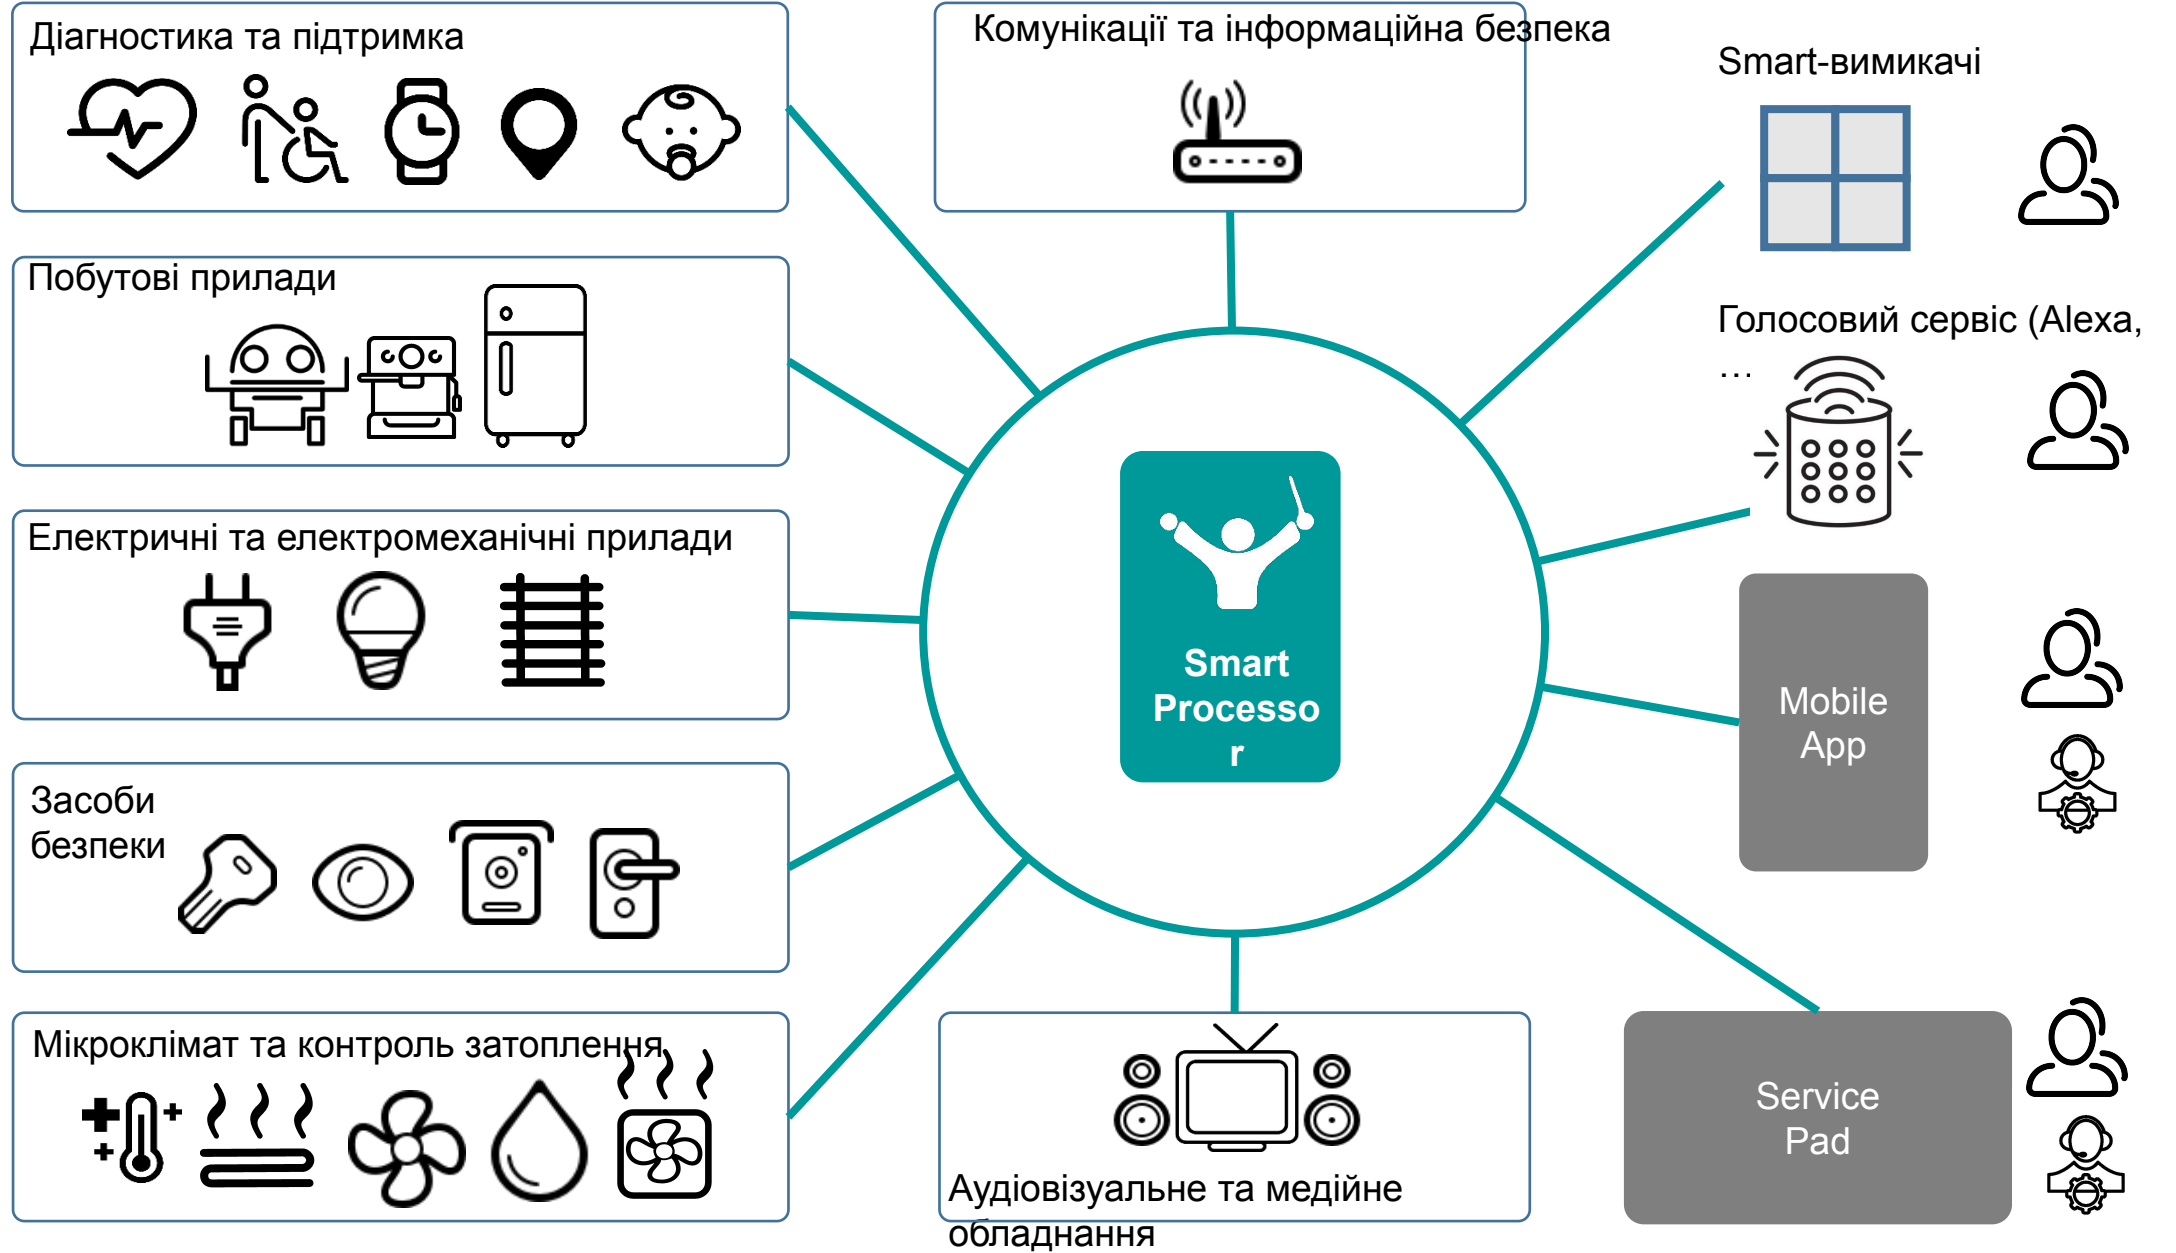 Діагностика та підтримка
Комунікації та інформаційна безпека
Smart-вимикачі
Побутові прилади
Голосовий сервіс (Alexa,
…
Електричні та електромеханічні прилади
Smart
Processo
r
Mobile
App
Засоби
безпеки
Мікроклімат та контроль затоплення
Service
Pad
Аудіовізуальне та медійне
обладнання